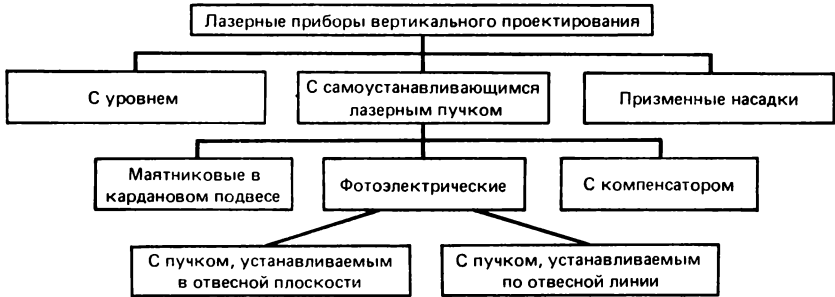 Лазерные приборы вертикального проектирования
С уровнем
С самоустанавливающимся
лазерным пучком
Призменные насадки
Маятниковые в
кардановом подвесе
Фотоэлектрические
С компенсатором
С пучком, устанавливаемым
в отвесной плоскости
С пучком, устанавливаемым
по отвесной линии